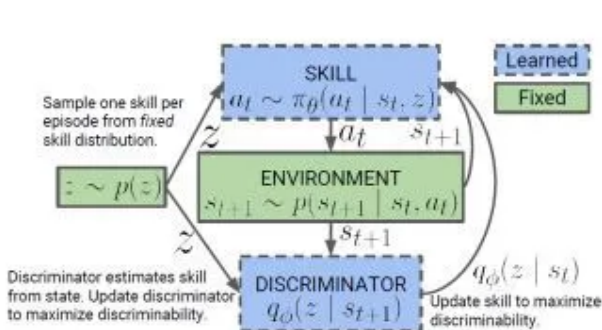 SKILL
a_t ~ π_θ(a_t | s_t, z)
Learned
Fixed
Sample one skill per
episode from fixed
skill distribution.
z
a_t
s_{t+1}
z ~ p(z)
ENVIRONMENT
s_{t+1} ~ p(s_{t+1} | s_t, a_t)
z
s_{t+1}
Discriminator estimates skill
from state. Update discriminator
to maximize discriminability.
DISCRIMINATOR
q_ϕ(z | s_{t+1})
q_ϕ(z | s_t)
Update skill to maximize
discriminability.